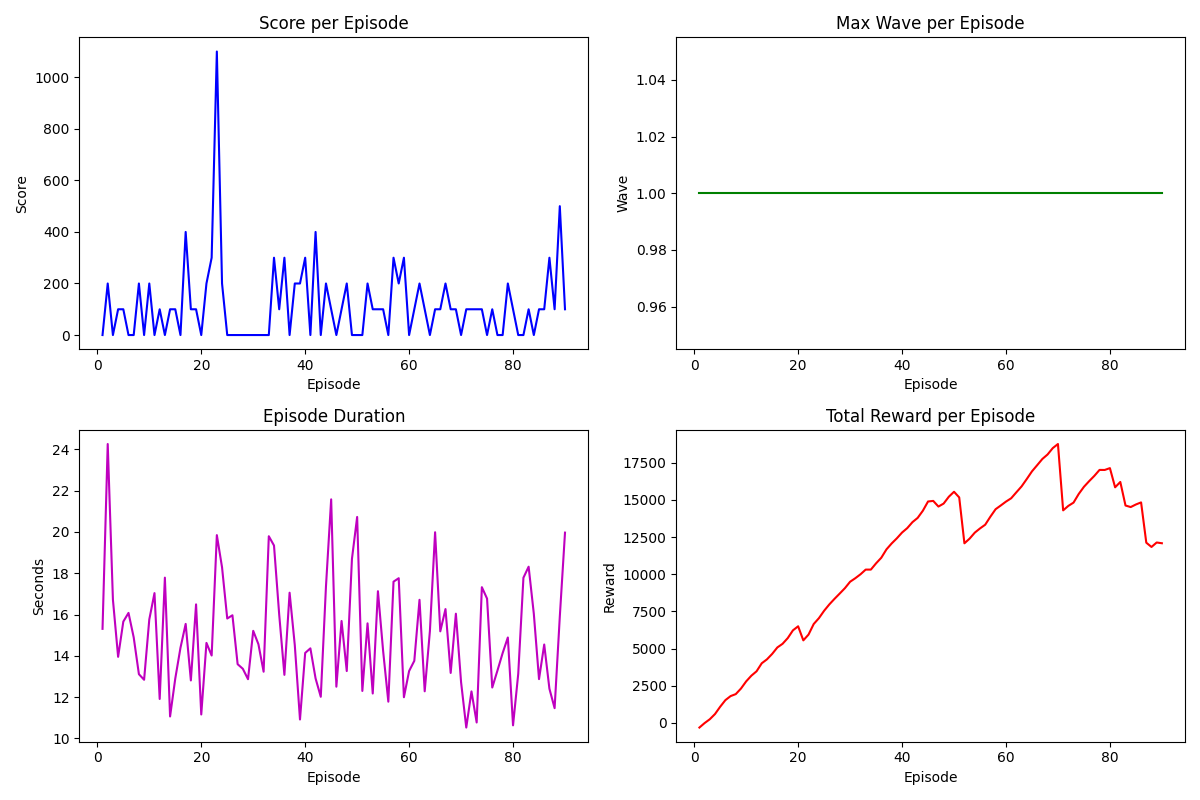 Score per Episode
Score
1000
800
600
400
200
0
0 20 40 60 80
Episode
Max Wave per Episode
Wave
1.04
1.02
1.00
0.98
0.96
0 20 40 60 80
Episode
Episode Duration
Seconds
24
22
20
18
16
14
12
10
0 20 40 60 80
Episode
Total Reward per Episode
Reward
17500
15000
12500
10000
7500
5000
2500
0
0 20 40 60 80
Episode